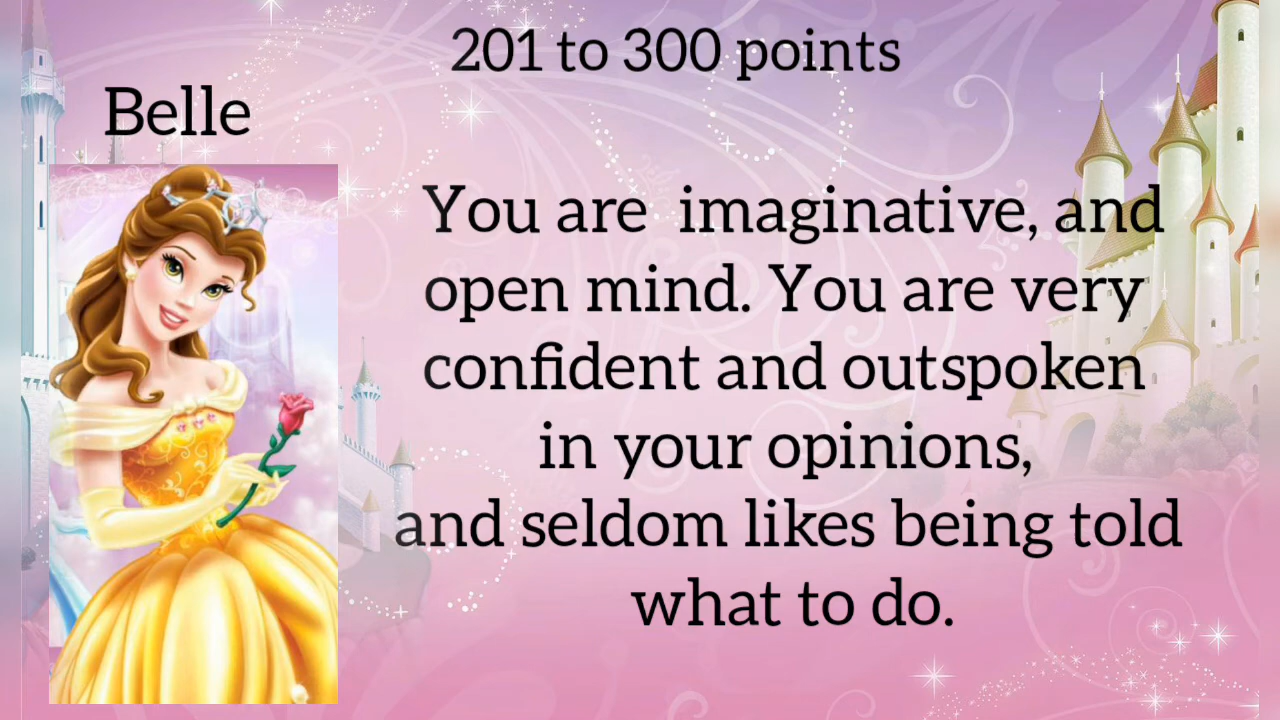 201 to 300 points
Belle
You are  imaginative, and
open mind. You are very
confident and outspoken
in your opinions,
and seldom likes being told
what to do.